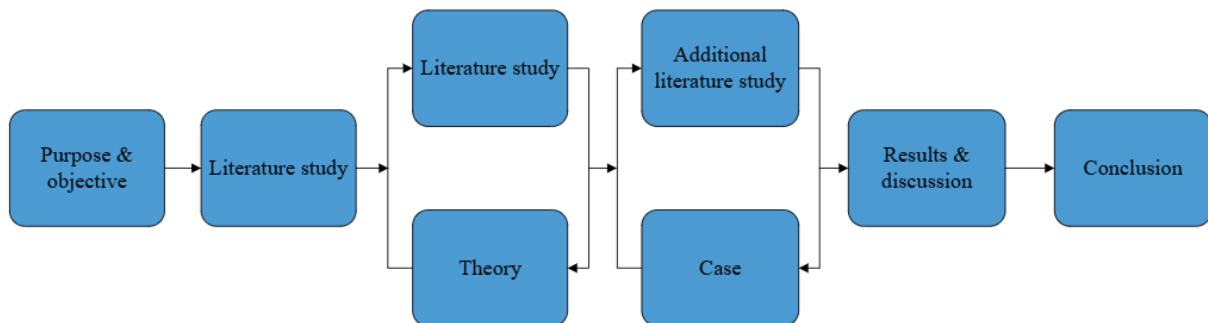 Purpose &
objective
Literature study
Literature study
Theory
Additional
literature study
Case
Results &
discussion
Conclusion